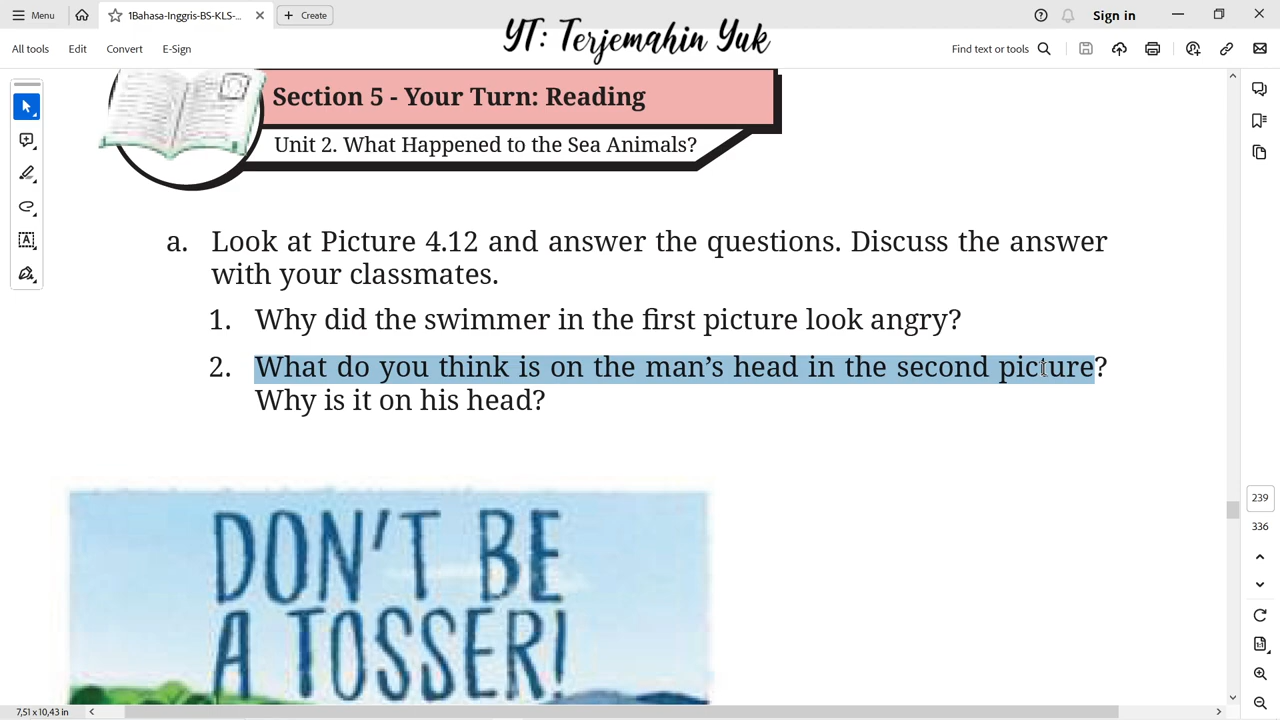 Menu
1Bahasa-Inggris-BS-KLS-...
Create
Sign in
YT: Terjemahin Yuk
All tools Edit Convert E-Sign
Find text or tools
Section 5 - Your Turn: Reading
Unit 2. What Happened to the Sea Animals?
a. Look at Picture 4.12 and answer the questions. Discuss the answer
with your classmates.
1. Why did the swimmer in the first picture look angry?
2. What do you think is on the man’s head in the second picture?
Why is it on his head?
DON'T BE
A TOSSER!
239
336
7,51 x 10,43 in